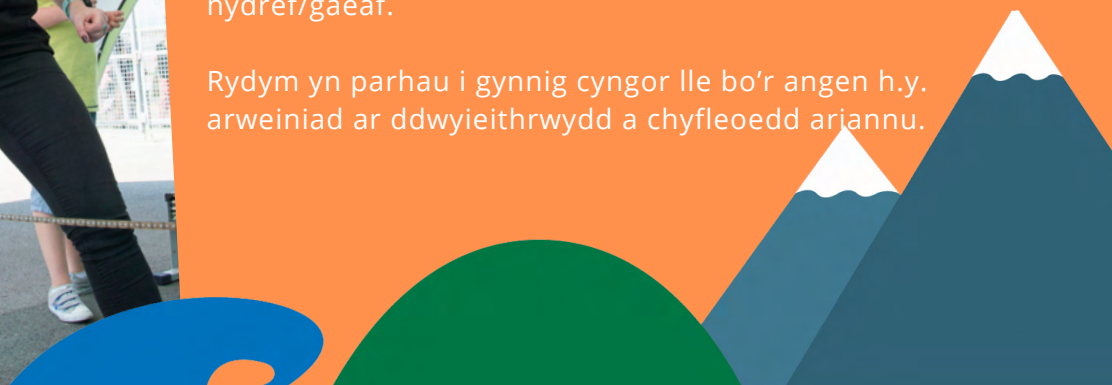 hydref/gaeaf.
Rydym yn parhau i gynnig cyngor lle bo'r angen h.y.
arweiniad ar ddwyieithrwydd a chyfleoedd ariannu.